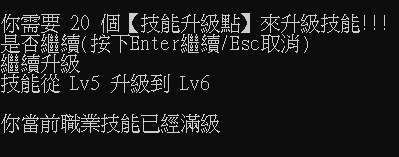 你需要 20 個【技能升級點】來升級技能!!!
是否繼續(按下Enter繼續/Esc取消)
繼續升級
技能從 Lv5 升級到 Lv6
你當前職業技能已經滿級